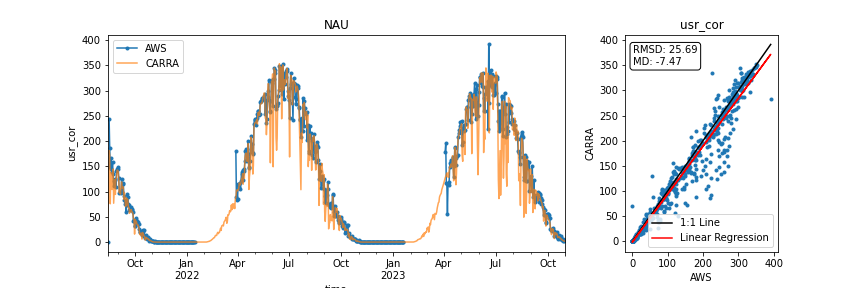 NAU
usr_cor
400
350
300
250
200
150
100
50
0
usr_cor
AWS
CARRA
Oct
Jan
2022
Apr
Jul
Oct
Jan
2023
Apr
Jul
Oct
time
usr_cor
400
350
300
250
200
150
100
50
0
CARRA
RMSD: 25.69
MD: -7.47
1:1 Line
Linear Regression
0
100
200
300
400
AWS